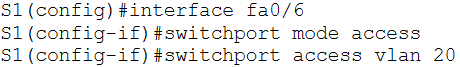 S1(config)#interface fa0/6
S1(config-if)#switchport mode access
S1(config-if)#switchport access vlan 20